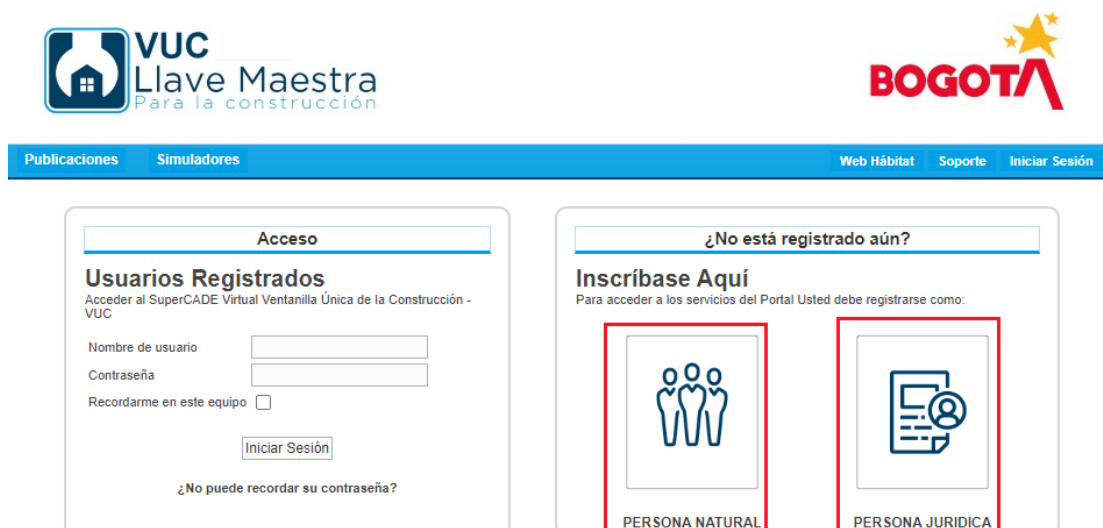 VUC
Llave Maestra
Para la construcción
BOGOTA
Publicaciones Simuladores Web Hábitat Soporte Iniciar Sesión
Acceso
Usuarios Registrados
Acceder al SuperCADE Virtual Ventanilla Única de la Construcción -
VUC
Nombre de usuario
Contraseña
Recordarme en este equipo
Iniciar Sesión
¿No puede recordar su contraseña?
¿No está registrado aún?
Inscríbase Aquí
Para acceder a los servicios del Portal Usted debe registrarse como:
PERSONA NATURAL PERSONA JURIDICA